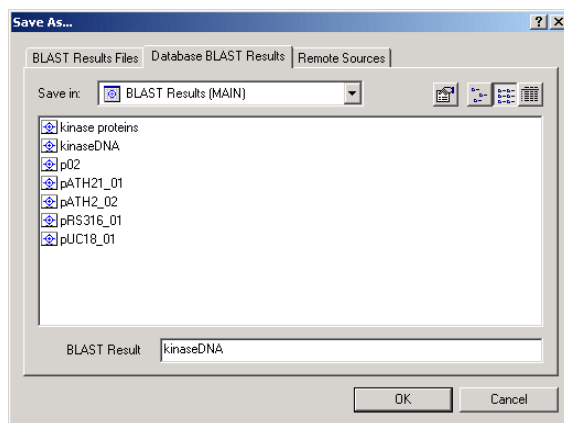 Save As...
BLAST Results Files Database BLAST Results Remote Sources
Save in: BLAST Results (MAIN)
kinase proteins
kinaseDNA
p02
pATH21_01
pATH2_02
pRS316_01
pUC18_01
BLAST Result kinaseDNA
OK Cancel